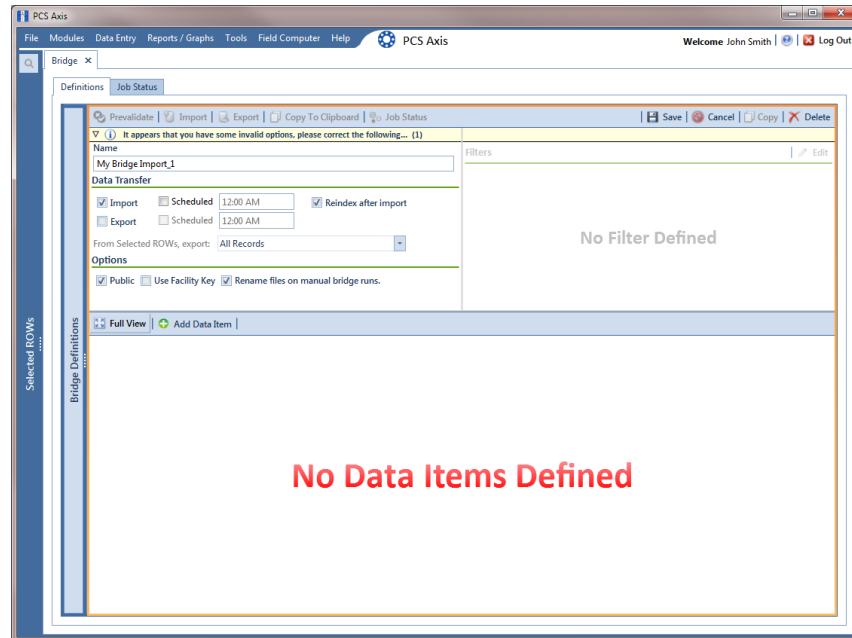 PCS Axis
File Modules Data Entry Reports / Graphs Tools Field Computer Help PCS Axis Welcome John Smith | Log Out
Bridge
Definitions Job Status
Prevalidate | Import | Export | Copy To Clipboard | Job Status | Save | Cancel | Copy | Delete
It appears that you have some invalid options, please correct the following... (1)
Name
Filters | Edit
My Bridge Import_1
Data Transfer
Import Scheduled 12:00 AM Reindex after import
Export Scheduled 12:00 AM
No Filter Defined
From Selected ROWs, export: All Records
Options
Public Use Facility Key Rename files on manual bridge runs.
Full View | Add Data Item |
Selected ROWs
Bridge Definitions
No Data Items Defined